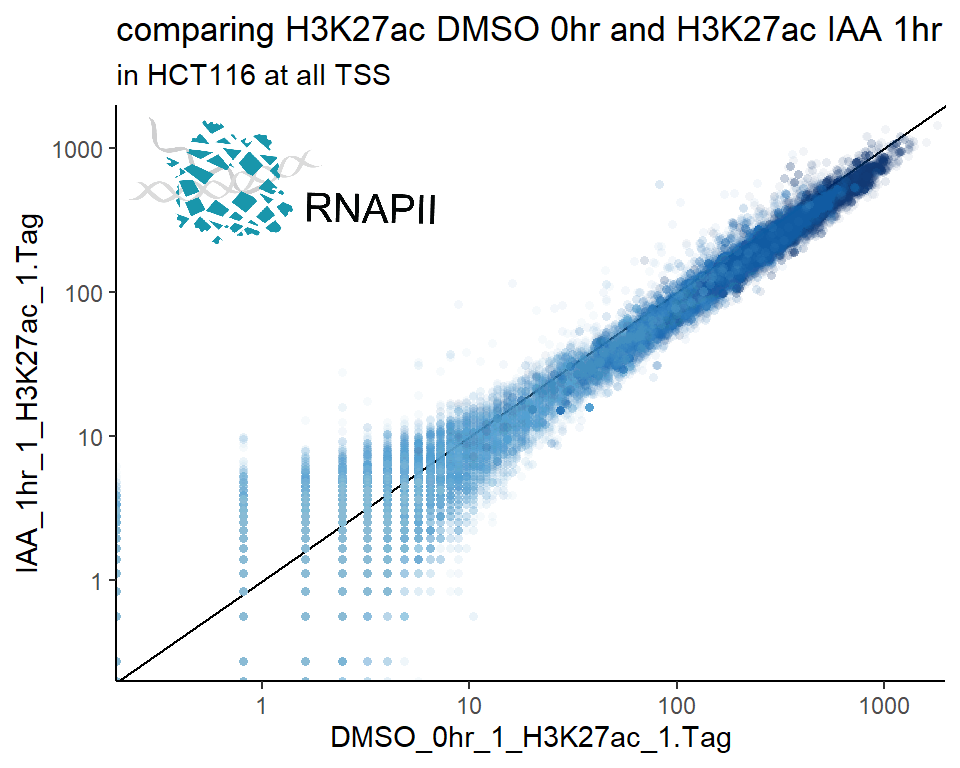 comparing H3K27ac DMSO 0hr and H3K27ac IAA 1hr
in HCT116 at all TSS
RNAPII
1000
100
10
1
IAA_1hr_1_H3K27ac_1.Tag
1 10 100 1000
DMSO_0hr_1_H3K27ac_1.Tag